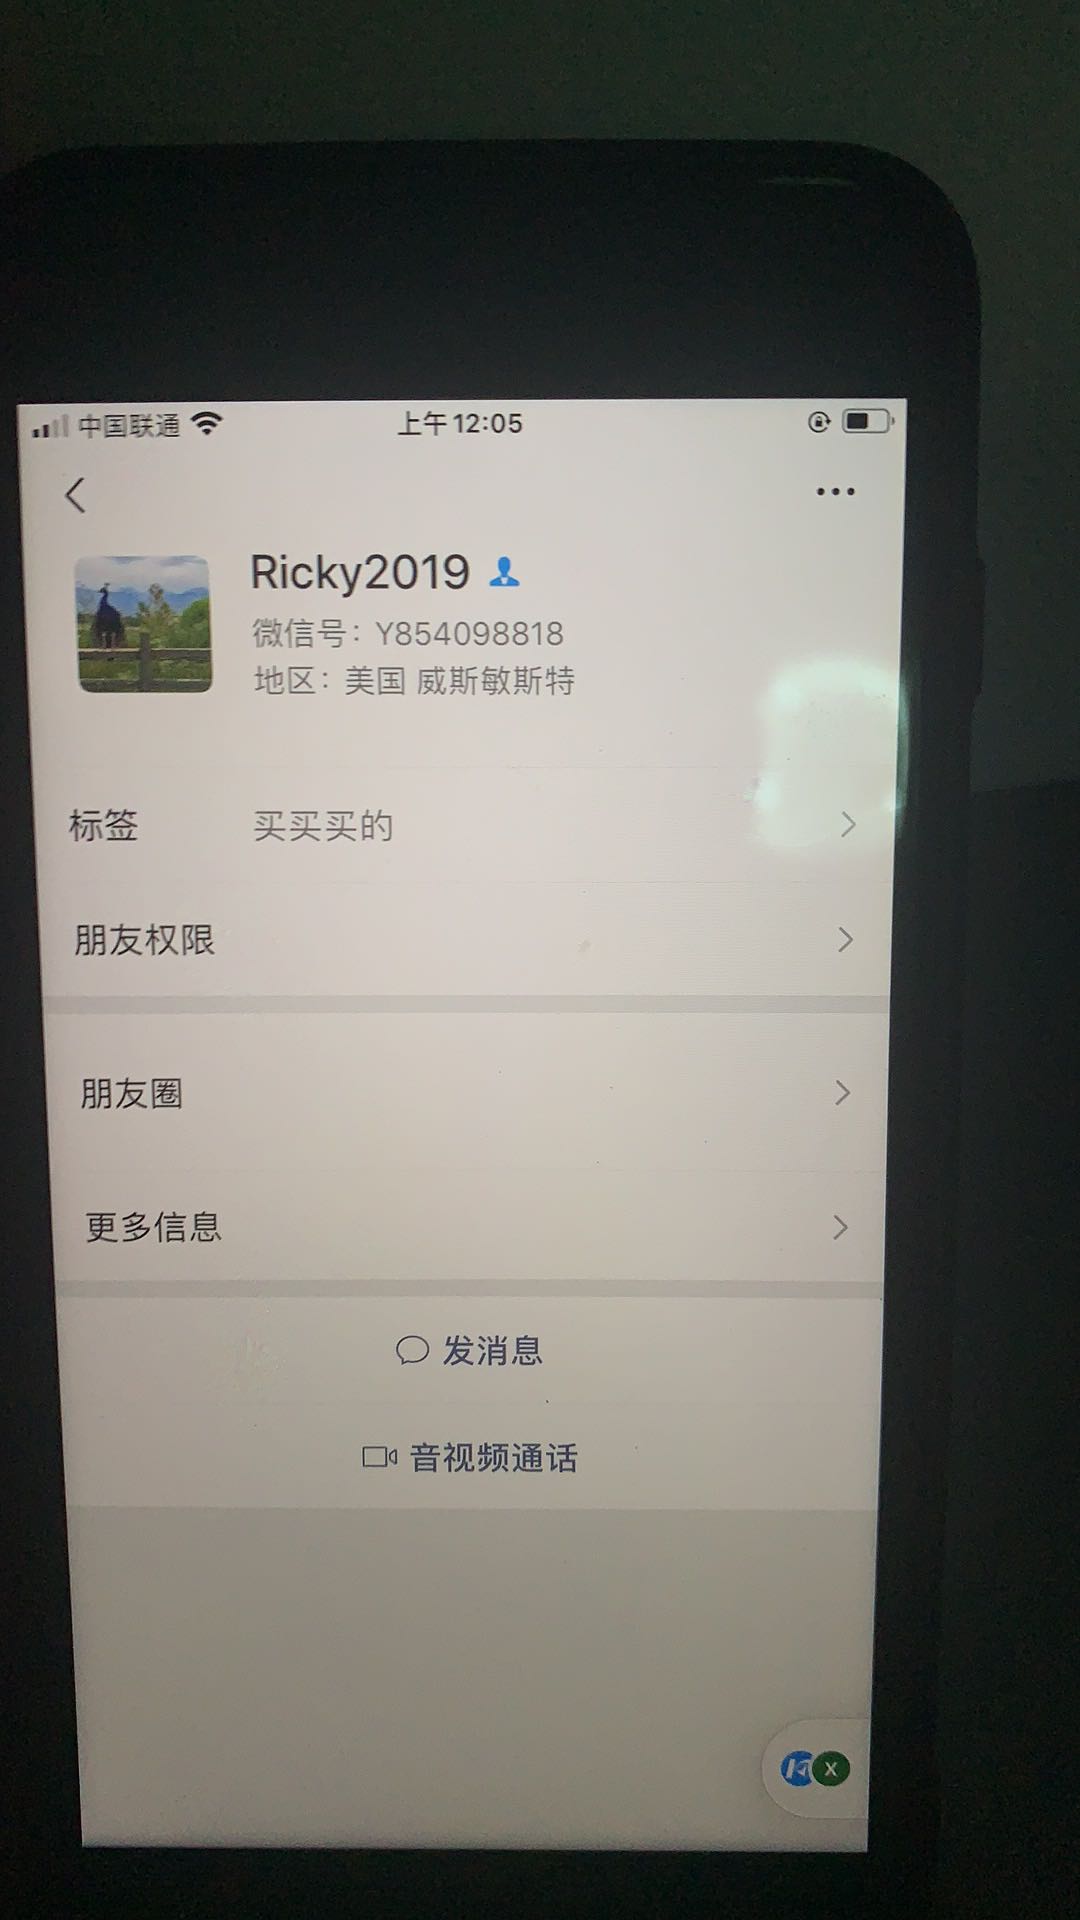 中国联通
上午12:05
Ricky2019
微信号：Y854098818
地区：美国 威斯敏斯特
标签 买买买的
朋友权限
朋友圈
更多信息
发消息
音视频通话
X